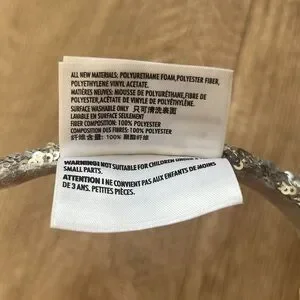 ALL NEW MATERIALS: POLYURETHANE FOAM,POLYESTER FIBER,
POLYETHYLENE VINYL ACETATE.
MATIÈRES NEUVES: MOUSSE DE POLYURÉTHANE, FIBRE DE
POLYESTER,ACÉTATE DE VINYLE DE POLYÉTHYLÈNE.
SURFACE WASHABLE ONLY 只可清洗表面
LAVABLE EN SURFACE SEULEMENT
FIBER COMPOSITION: 100% POLYESTER
COMPOSITION DES FIBRES: 100% POLYESTER
纤维含量: 100% 聚酯纤维
WARNING! NOT SUITABLE FOR CHILDREN UNDER
SMALL PARTS.
ATTENTION ! NE CONVIENT PAS AUX ENFANTS DE MOINS
DE 3 ANS. PETITES PIÈCES.